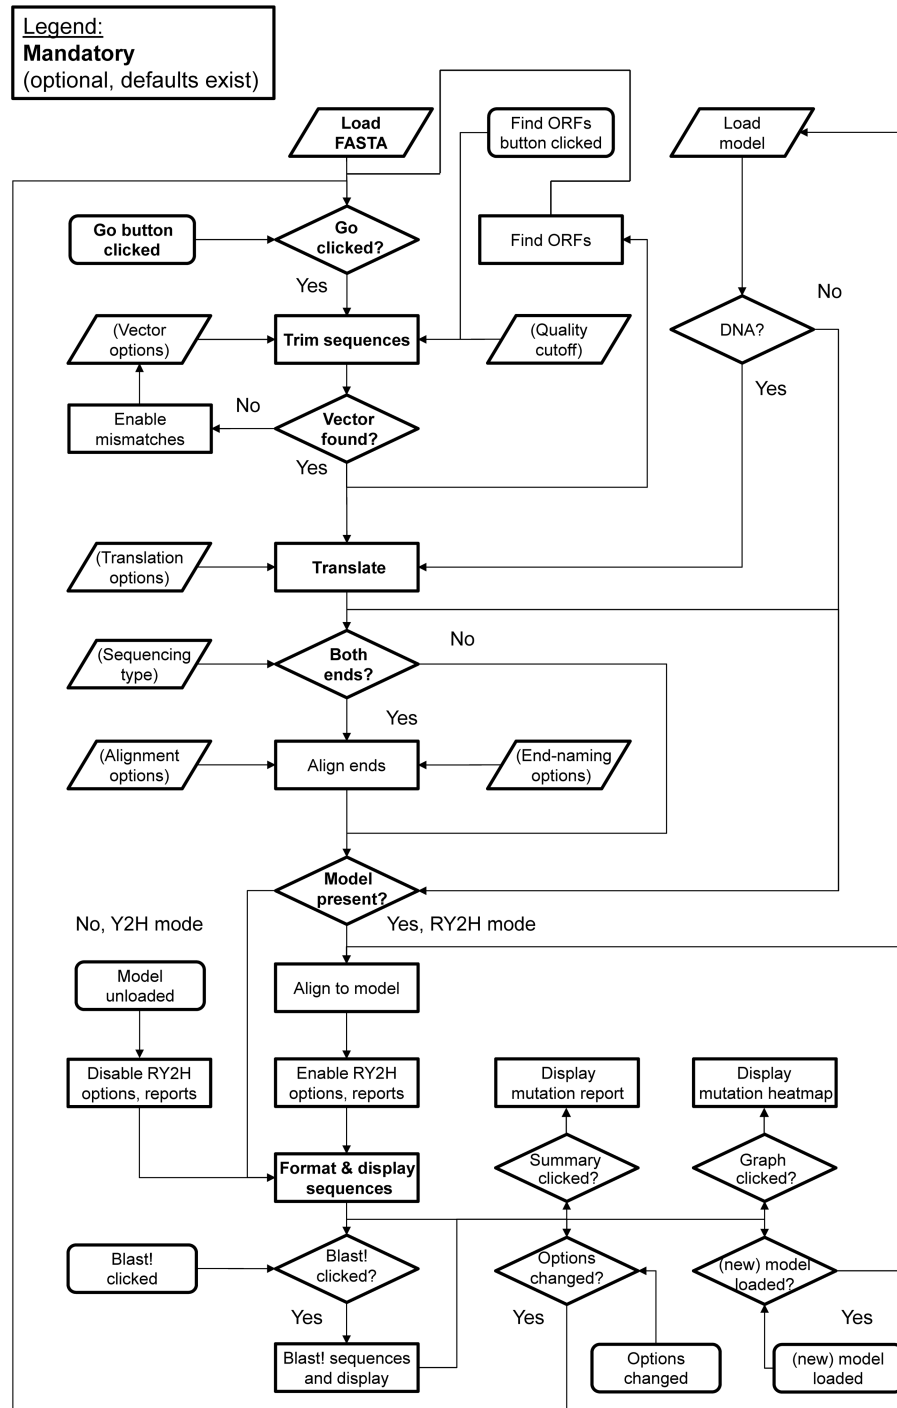 Legend:
Mandatory
(optional, defaults exist)
Load
FASTA
Find ORFs
button clicked
Load
model
Go button
clicked
Go
clicked?
Find ORFs
Yes
No
(Vector
options)
Trim sequences
(Quality
cutoff)
DNA?
Yes
Enable
mismatches
No
Vector
found?
Yes
(Translation
options)
Translate
(Sequencing
type)
Both
ends?
No
Yes
(Alignment
options)
Align ends
(End-naming
options)
Model
present?
No, Y2H mode
Yes, RY2H mode
Model
unloaded
Align to model
Disable RY2H
options, reports
Enable RY2H
options, reports
Display
mutation report
Display
mutation heatmap
Format & display
sequences
Summary
clicked?
Graph
clicked?
Blast!
clicked
Blast!
clicked?
Options
changed?
(new) model
loaded?
Yes
Yes
Yes
Blast! sequences
and display
Options
changed
(new) model
loaded